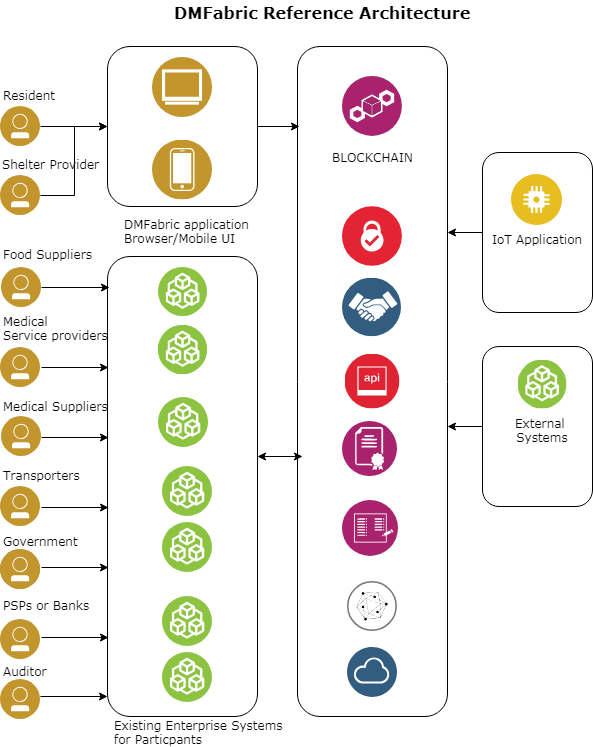 DMFabric Reference Architecture
Resident
Shelter Provider
DMFabric application
Browser/Mobile UI
BLOCKCHAIN
IoT Application
Food Suppliers
Medical
Service providers
Medical Suppliers
api
External
Systems
Transporters
Government
PSPs or Banks
Auditor
Existing Enterprise Systems
for Particpants